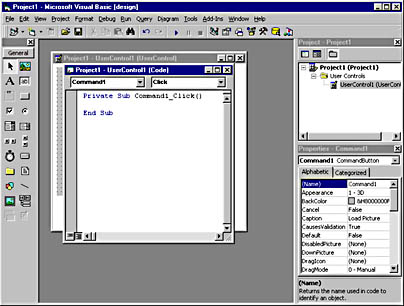 Project1 - Microsoft Visual Basic [design]
File Edit View Project Format Debug Run Query Diagram Tools Add-Ins Window Help
General
A
ab|
Project1 - UserControl1 (UserControl)
Project1 - UserControl1 (Code)
Command1 Click
Private Sub Command1_Click()
End Sub
Project - Project1
Project1 (Project1)
User Controls
UserControl1 (UserCon
Properties - Command1
Command1 CommandButton
Alphabetic Categorized
(Name) Command1
Appearance 1 - 3D
BackColor &H8000000F
Cancel False
Caption Load Picture
CausesValidation True
Default False
DisabledPicture (None)
DownPicture (None)
DragIcon (None)
DragMode 0 - Manual
(Name)
Returns the name used in code to
identify an object.